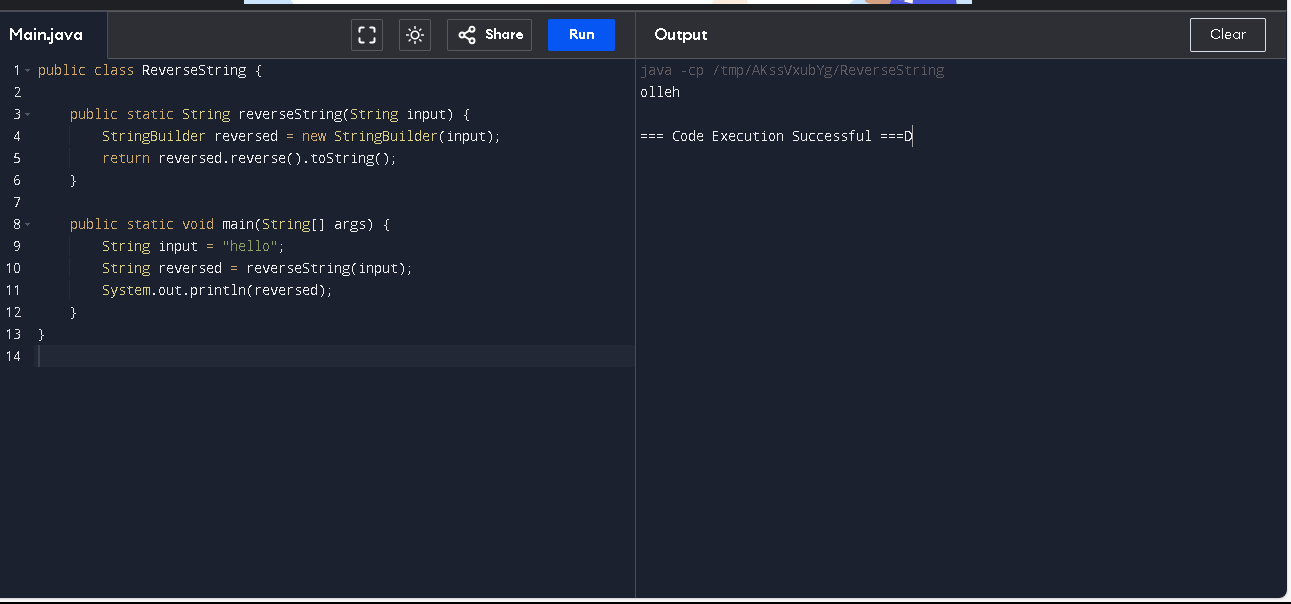 Main.java
Share
Run
Output
Clear
1 public class ReverseString {
2
3     public static String reverseString(String input) {
4         StringBuilder reversed = new StringBuilder(input);
5         return reversed.reverse().toString();
6     }
7
8     public static void main(String[] args) {
9         String input = "hello";
10         String reversed = reverseString(input);
11         System.out.println(reversed);
12     }
13 }
14
java -cp /tmp/AKssVxubYg/ReverseString
olleh
=== Code Execution Successful ===D